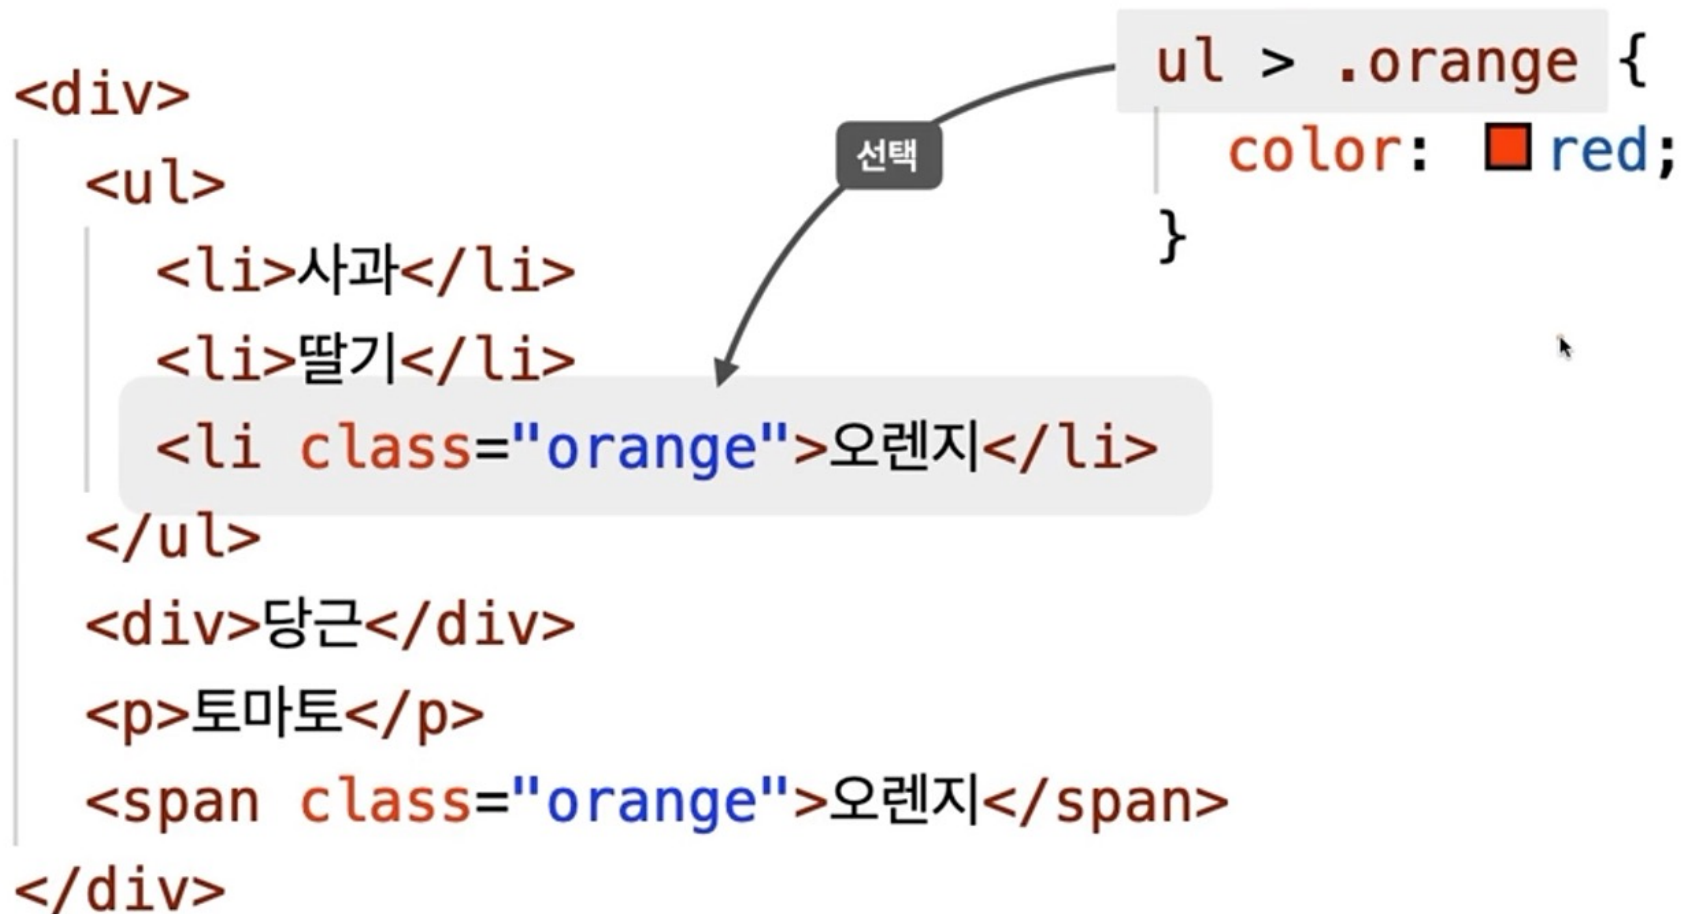 <div>
<ul>
<li>사과</li>
<li>딸기</li>
<li class="orange">오렌지</li>
</ul>
<div>당근</div>
<p>토마토</p>
<span class="orange">오렌지</span>
</div>
선택
ul > .orange {
color: red;
}